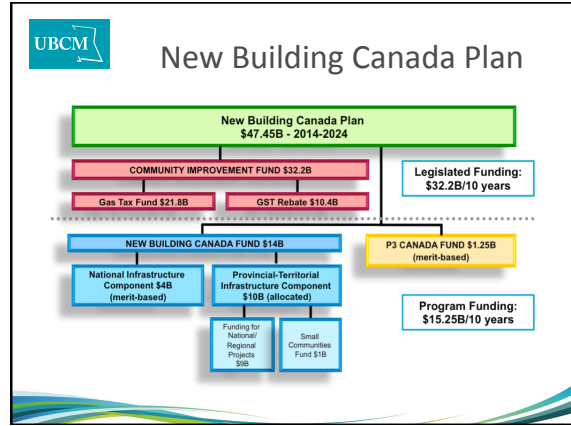 UBCM
New Building Canada Plan
New Building Canada Plan
$47.45B - 2014-2024
COMMUNITY IMPROVEMENT FUND $32.2B
Gas Tax Fund $21.8B
GST Rebate $10.4B
Legislated Funding:
$32.2B/10 years
NEW BUILDING CANADA FUND $14B
P3 CANADA FUND $1.25B
(merit-based)
National Infrastructure
Component $4B
(merit-based)
Provincial-Territorial
Infrastructure Component
$10B (allocated)
Funding for
National/
Regional
Projects
$9B
Small
Communities
Fund $1B
Program Funding:
$15.25B/10 years